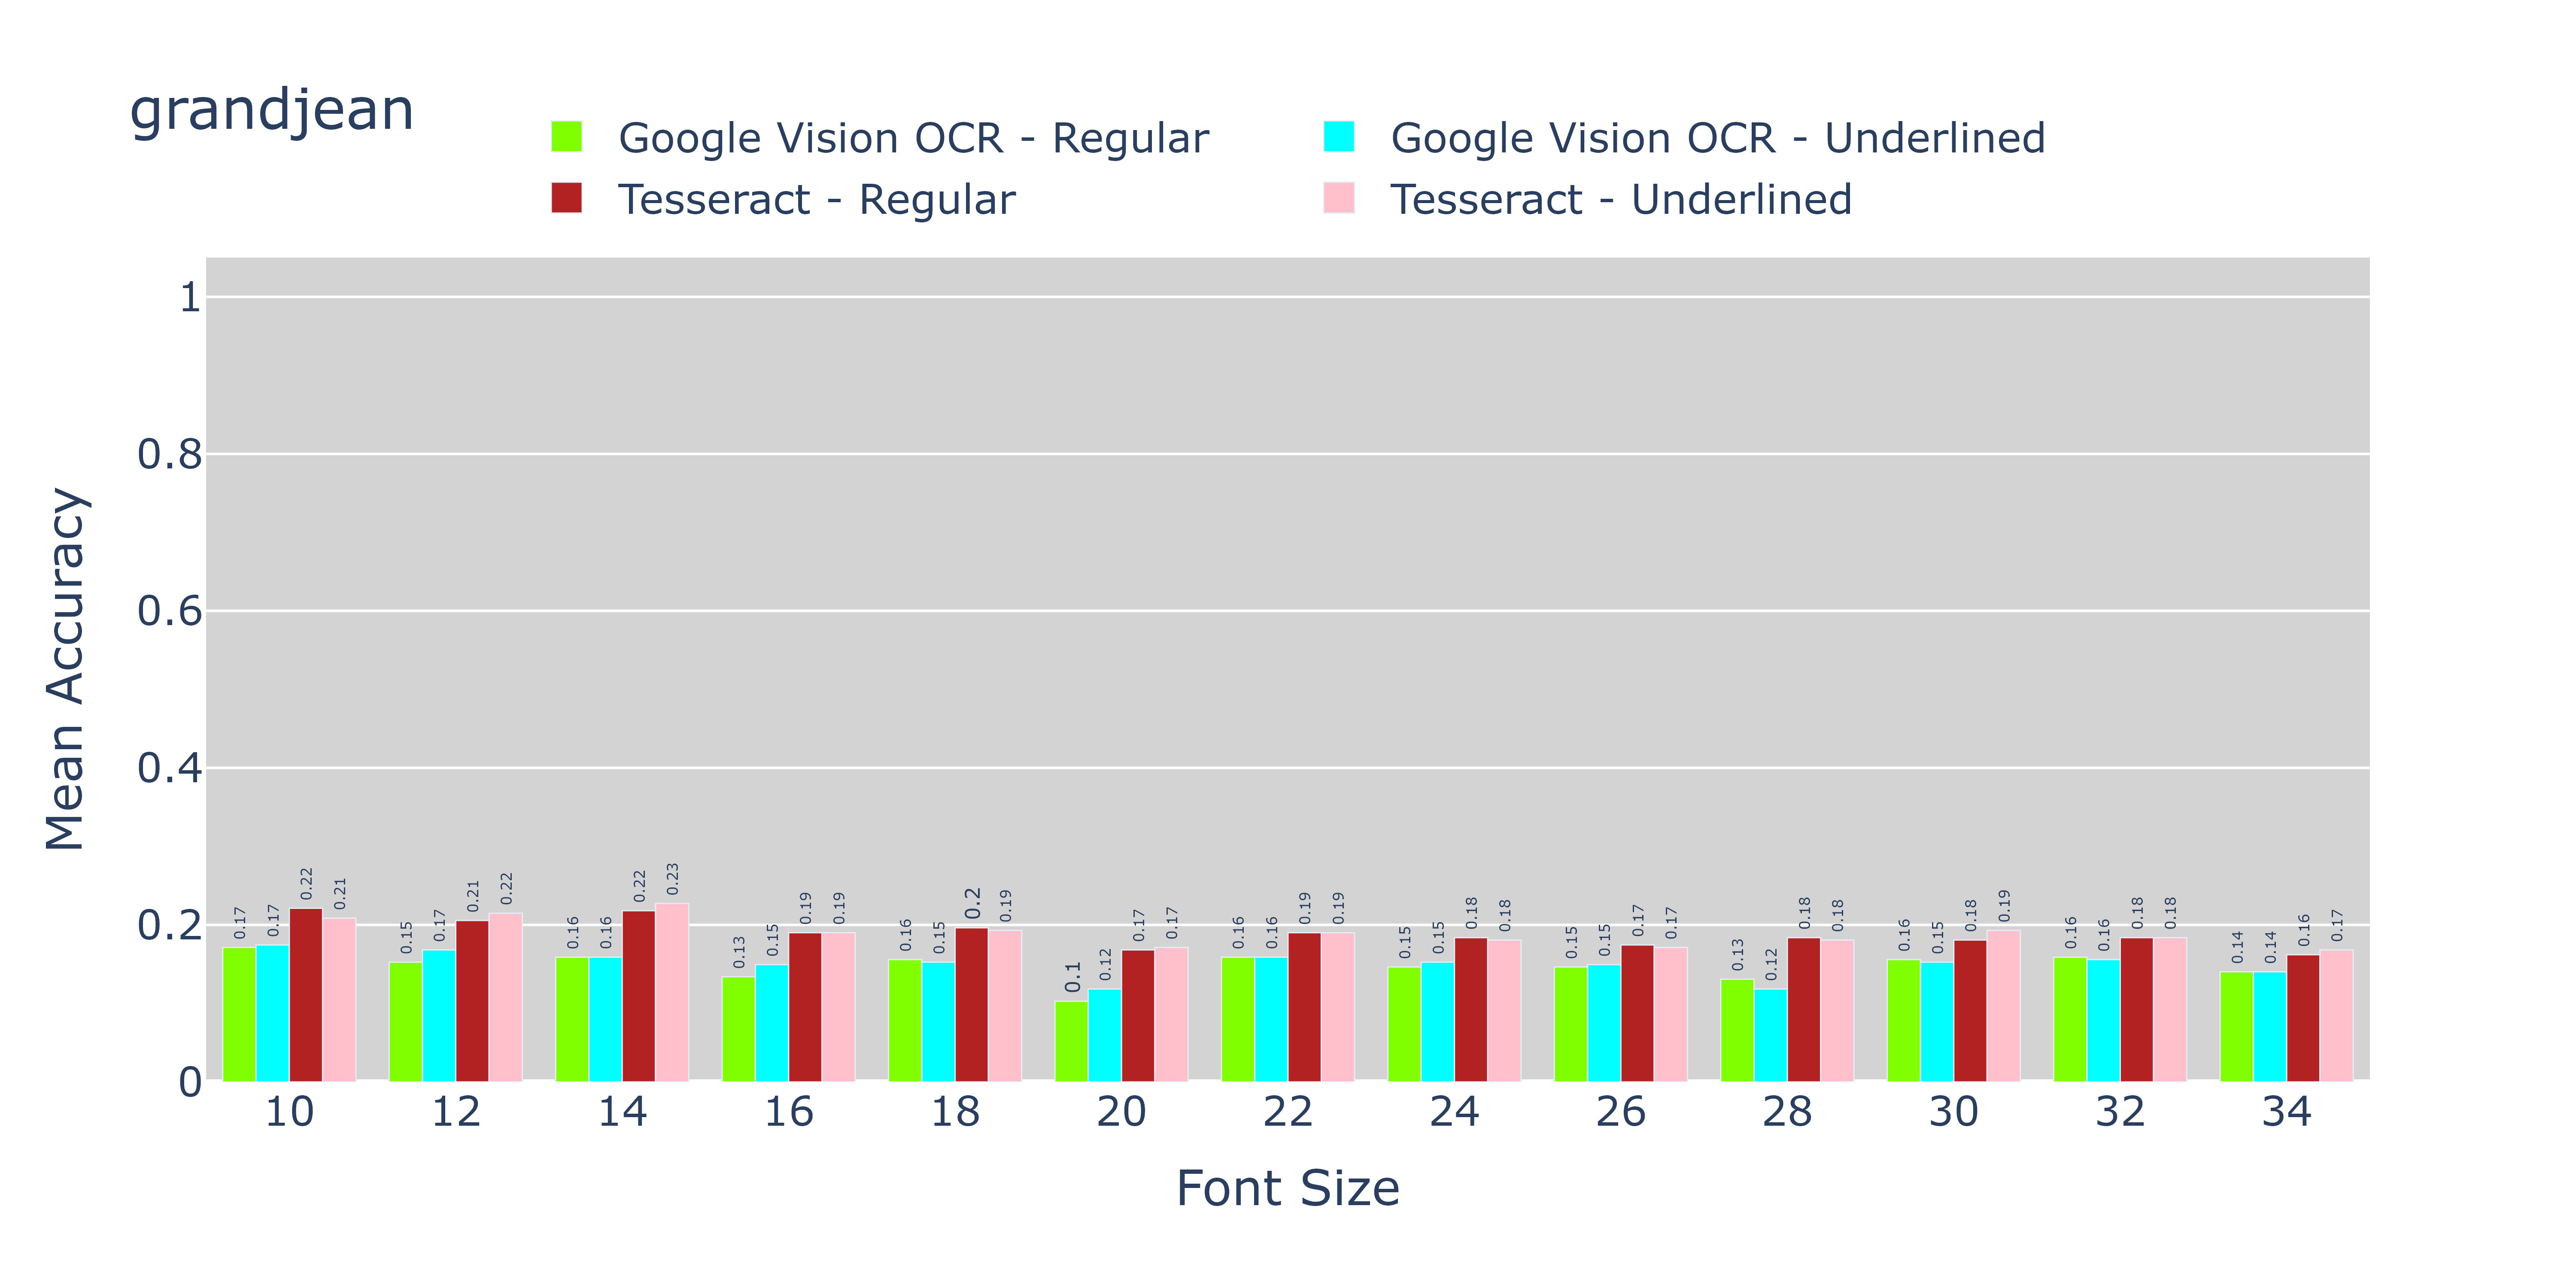 grandjean
Google Vision OCR - Regular
Google Vision OCR - Underlined
Tesseract - Regular
Tesseract - Underlined
Mean Accuracy
1
0.8
0.6
0.4
0.2
0
0.17 0.17 0.22 0.21
0.15 0.17 0.21 0.22
0.16 0.16 0.22 0.23
0.13 0.15 0.19 0.19
0.16 0.15 0.2 0.19
0.1 0.12 0.17 0.17
0.16 0.16 0.19 0.19
0.15 0.15 0.18 0.18
0.15 0.15 0.17 0.17
0.13 0.12 0.18 0.18
0.16 0.15 0.18 0.19
0.16 0.16 0.18 0.18
0.14 0.14 0.16 0.17
10 12 14 16 18 20 22 24 26 28 30 32 34
Font Size